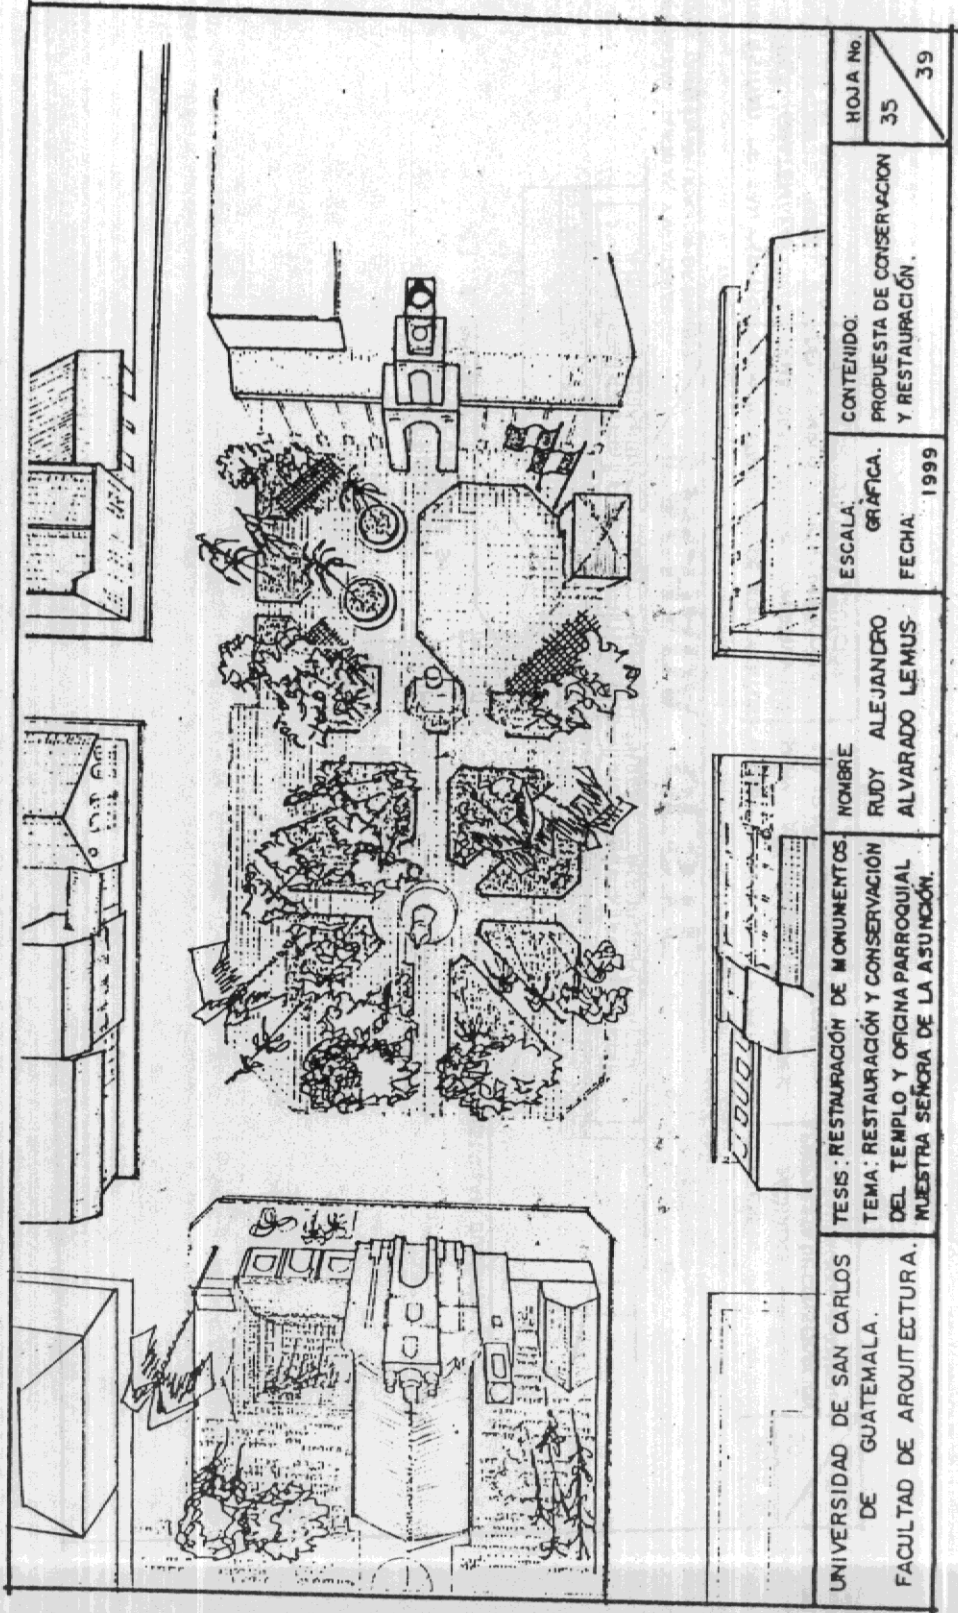 UNIVERSIDAD DE SAN CARLOS
DE GUATEMALA.
FACULTAD DE ARQUITECTURA.
TESIS: RESTAURACIÓN DE MONUMENTOS.
TEMA: RESTAURACIÓN Y CONSERVACIÓN
DEL TEMPLO Y OFICINA PARROQUIAL
NUESTRA SEÑORA DE LA ASUNCIÓN.
NOMBRE
RUDY ALEJANDRO
ALVARADO LEMUS
ESCALA:
GRÁFICA.
FECHA:
1999
CONTENIDO:
PROPUESTA DE CONSERVACION
Y RESTAURACIÓN.
HOJA No.
35
39